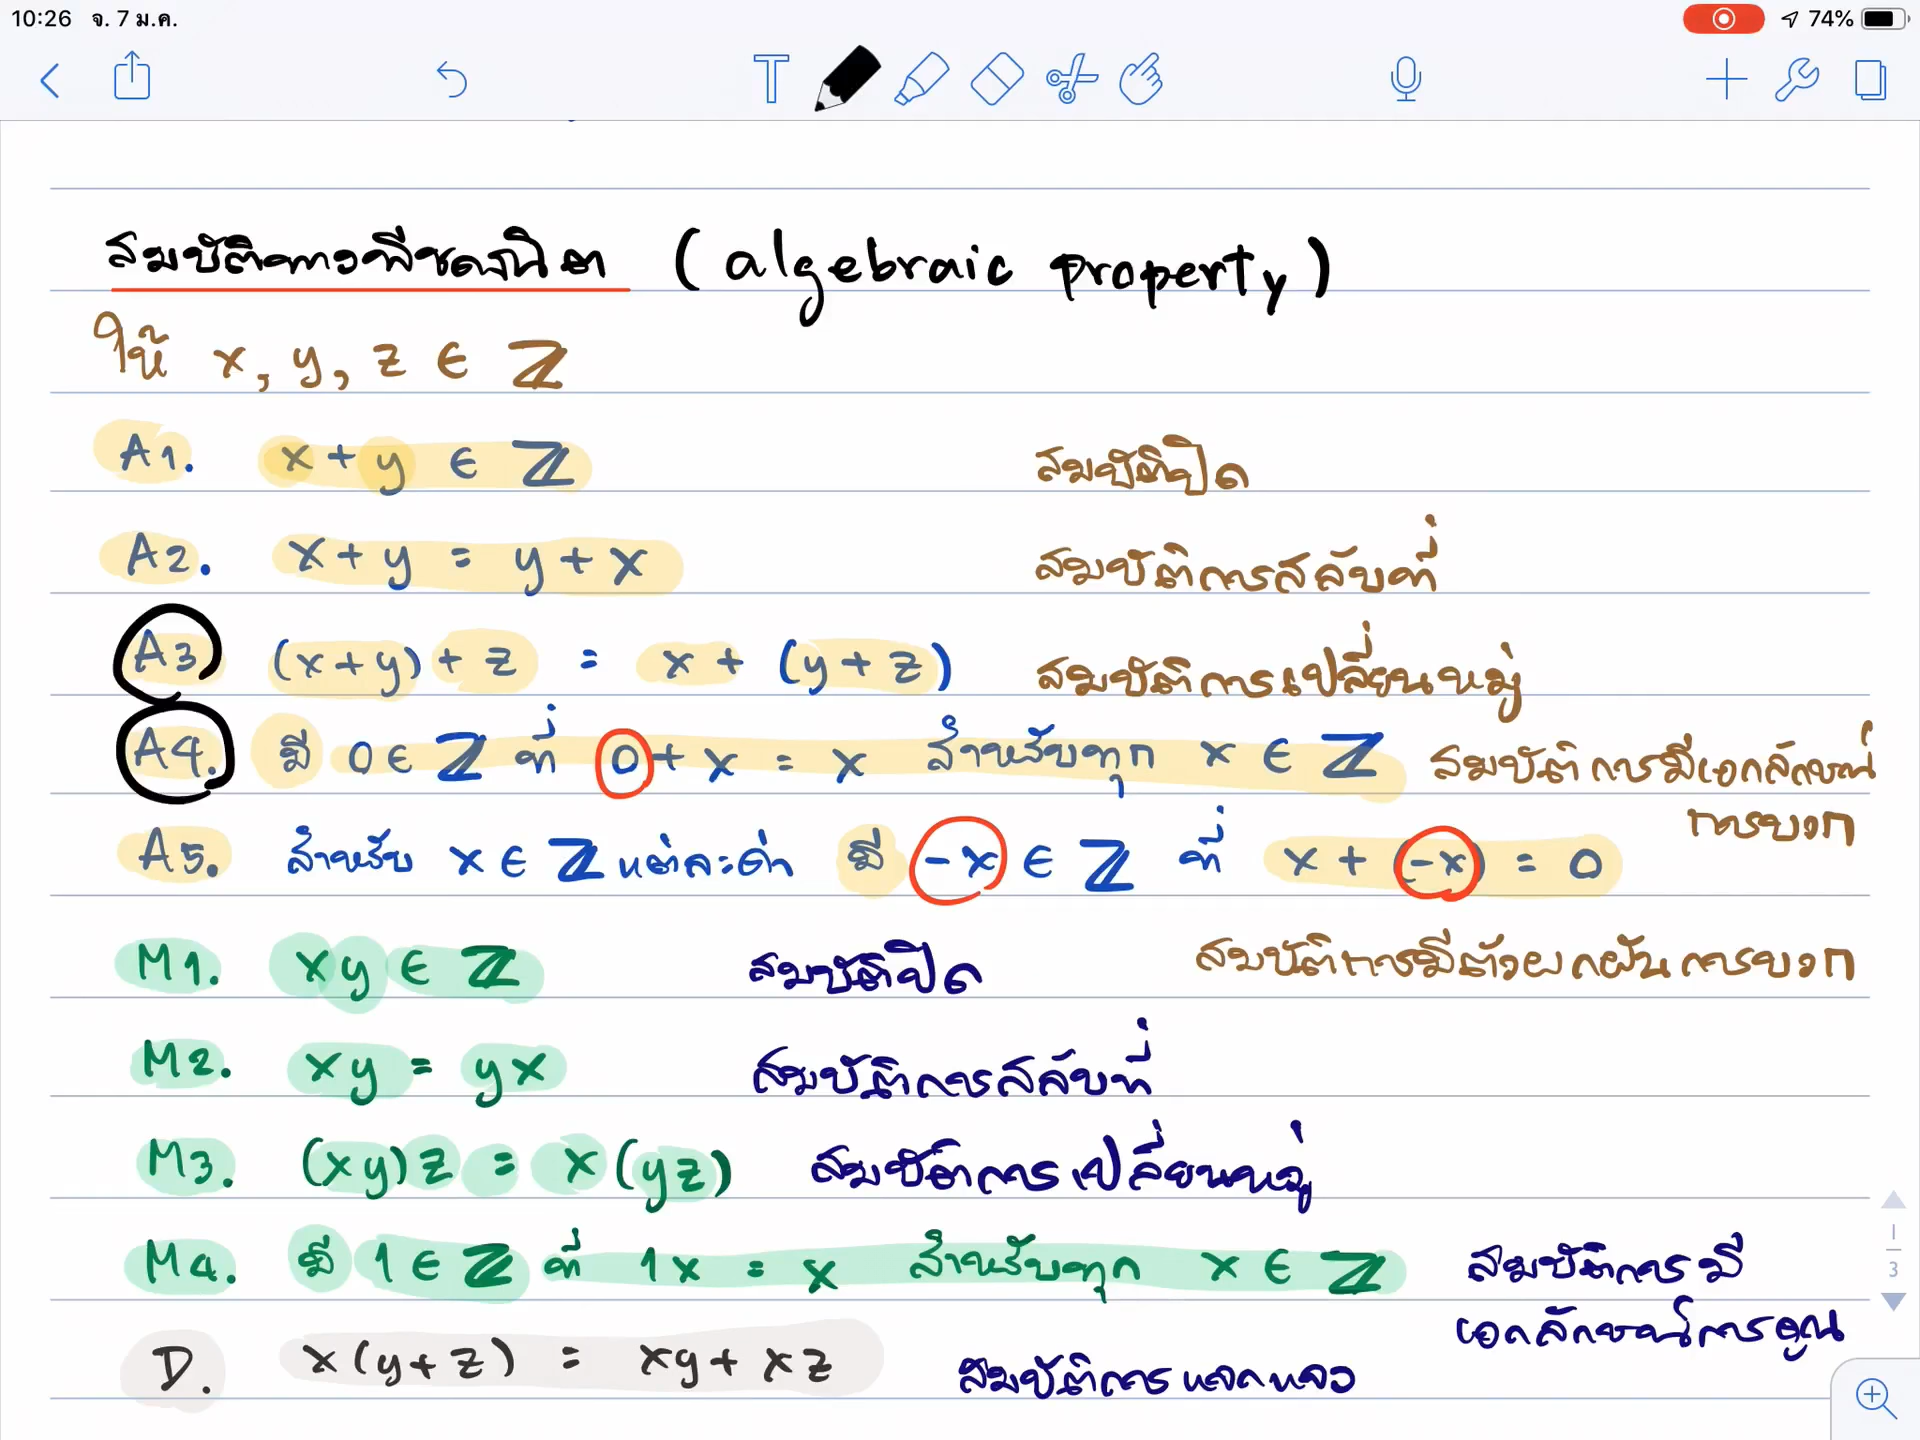 10:26 จ. 7 ม.ค. 74%
T
สมบัติทางพีชคณิต (algebraic property)
ให้ x, y, z ∈ ℤ
A1. x + y ∈ ℤ สมบัติปิด
A2. x + y = y + x สมบัติการสลับที่
A3 (x + y) + z = x + (y + z) สมบัติการเปลี่ยนหมู่
A4. มี 0 ∈ ℤ ที่ 0 + x = x สำหรับทุก x ∈ ℤ สมบัติการมีเอกลักษณ์
การบวก
A5. สำหรับ x ∈ ℤ แต่ละตัว มี -x ∈ ℤ ที่ x + (-x) = 0
สมบัติการมีตัวผกผันการบวก
M1. xy ∈ ℤ สมบัติปิด
M2. xy = yx สมบัติการสลับที่
M3. (xy)z = x(yz) สมบัติการเปลี่ยนหมู่
M4. มี 1 ∈ ℤ ที่ 1x = x สำหรับทุก x ∈ ℤ สมบัติการมี
เอกลักษณ์การคูณ
D. x(y+z) = xy + xz สมบัติการแจกแจง
1
3